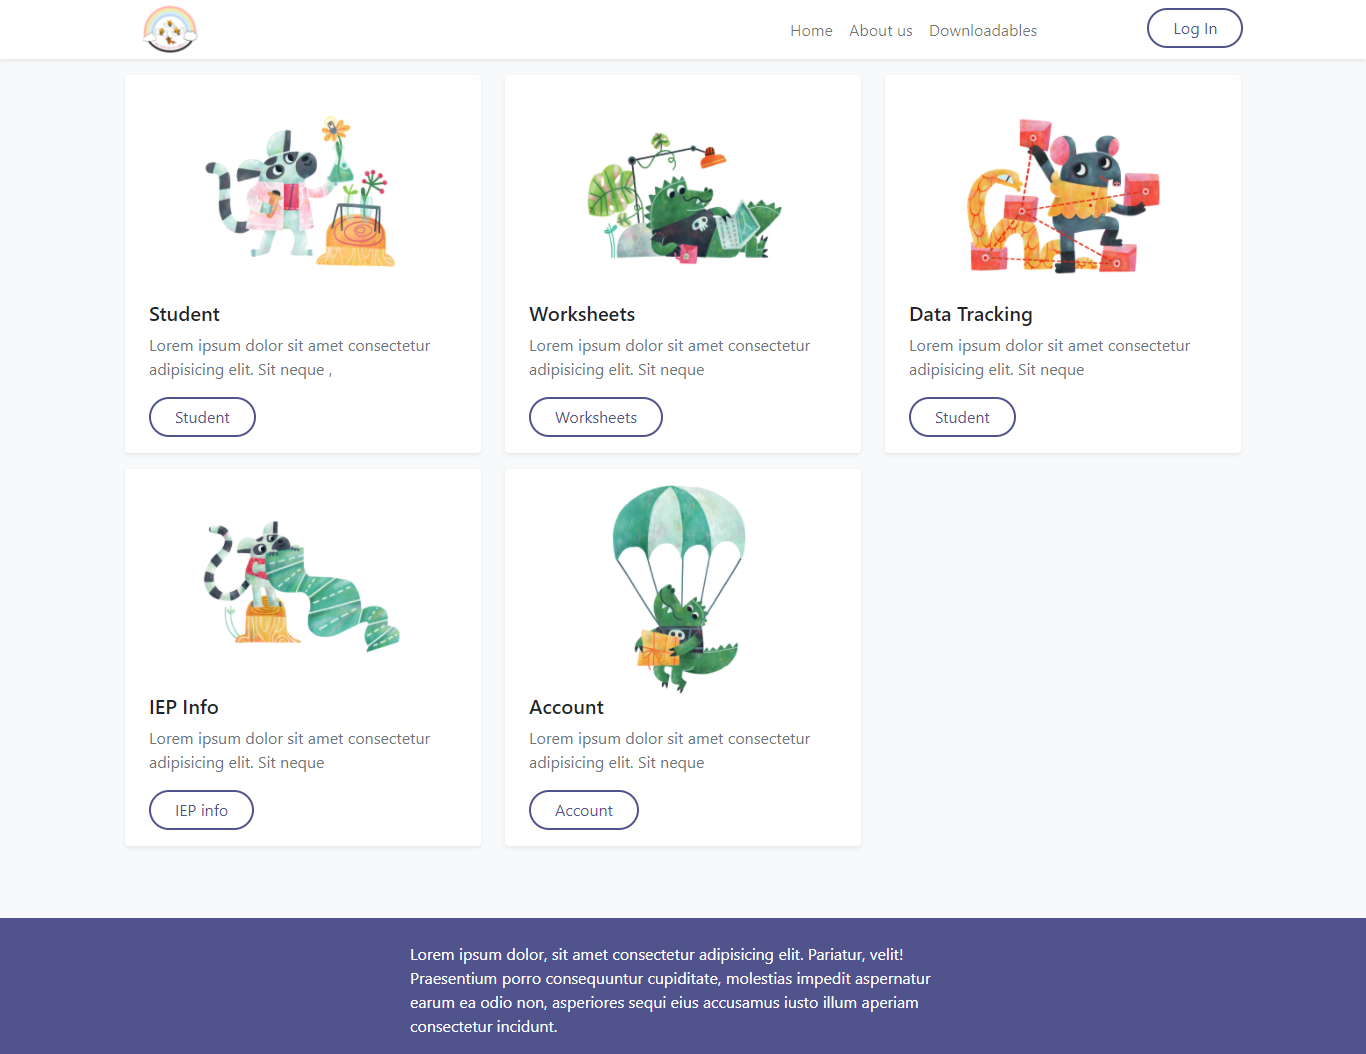 Home About us Downloadables Log In
Student
Lorem ipsum dolor sit amet consectetur
adipisicing elit. Sit neque ,
Student
Worksheets
Lorem ipsum dolor sit amet consectetur
adipisicing elit. Sit neque
Worksheets
Data Tracking
Lorem ipsum dolor sit amet consectetur
adipisicing elit. Sit neque
Student
IEP Info
Lorem ipsum dolor sit amet consectetur
adipisicing elit. Sit neque
IEP info
Account
Lorem ipsum dolor sit amet consectetur
adipisicing elit. Sit neque
Account
Lorem ipsum dolor, sit amet consectetur adipisicing elit. Pariatur, velit!
Praesentium porro consequuntur cupiditate, molestias impedit aspernatur
earum ea odio non, asperiores sequi eius accusamus iusto illum aperiam
consectetur incidunt.